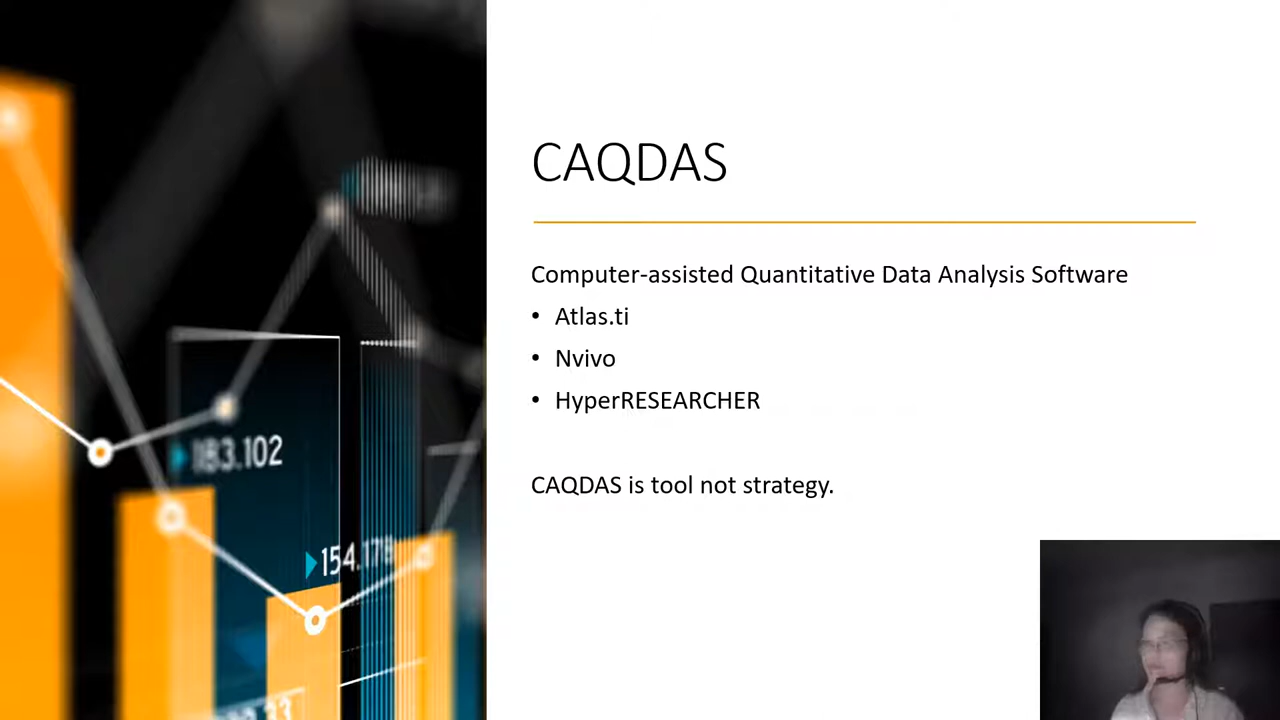 CAQDAS
Computer-assisted Quantitative Data Analysis Software
• Atlas.ti
• Nvivo
• HyperRESEARCHER
CAQDAS is tool not strategy.
183.102
154.178